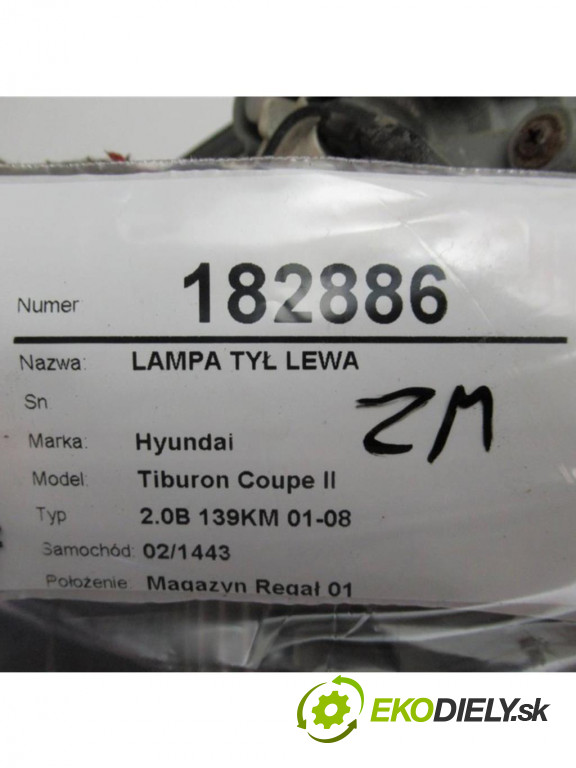 Numer 182886
Nazwa: LAMPA TYŁ LEWA
Sn
ZM
Marka: Hyundai
Model: Tiburon Coupe II
Typ 2.0B 139KM 01-08
Samochód: 02/1443
Położenie: Magazyn Regał 01
EKODIELY.sk